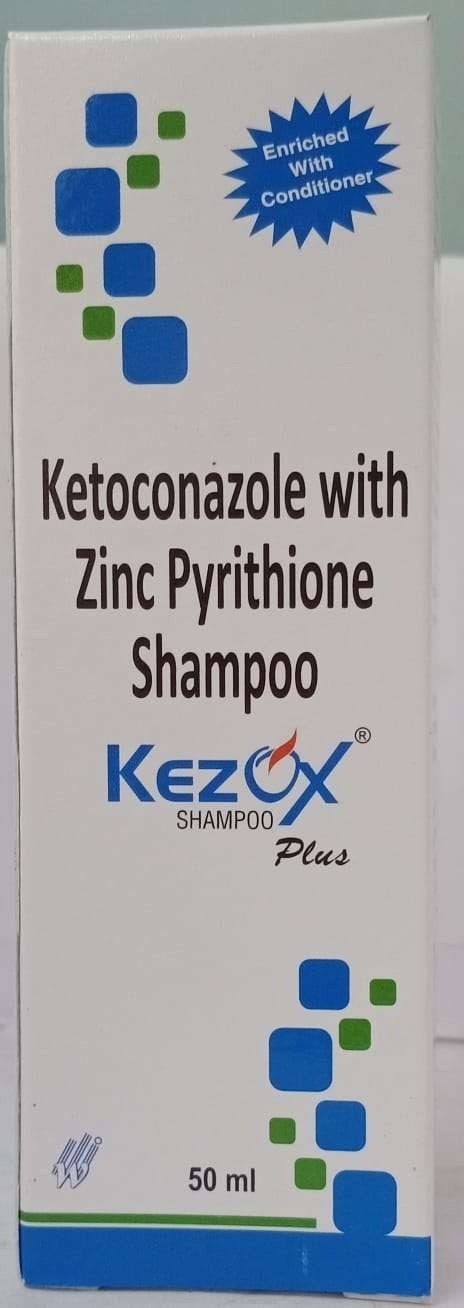 Enriched
With
Conditioner
Ketoconazole with
Zinc Pyrithione
Shampoo
KEZOX®
SHAMPOO
Plus
50 ml